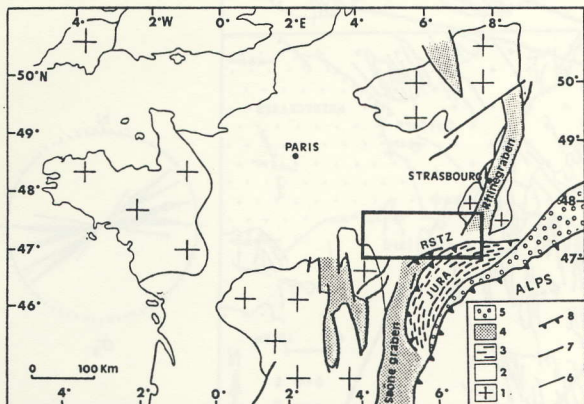 4° 2°W 0° 2°E 4° 6° 8°
50°N
50°
49°
49°
48°
48°
47°
47°
46°
PARIS
STRASBOURG
Rhinegraben
RSTZ
JURA
ALPS
Saône graben
0 100Km
5
4
3
2
1
8
7
6
4° 2° 0° 2° 4° 6°